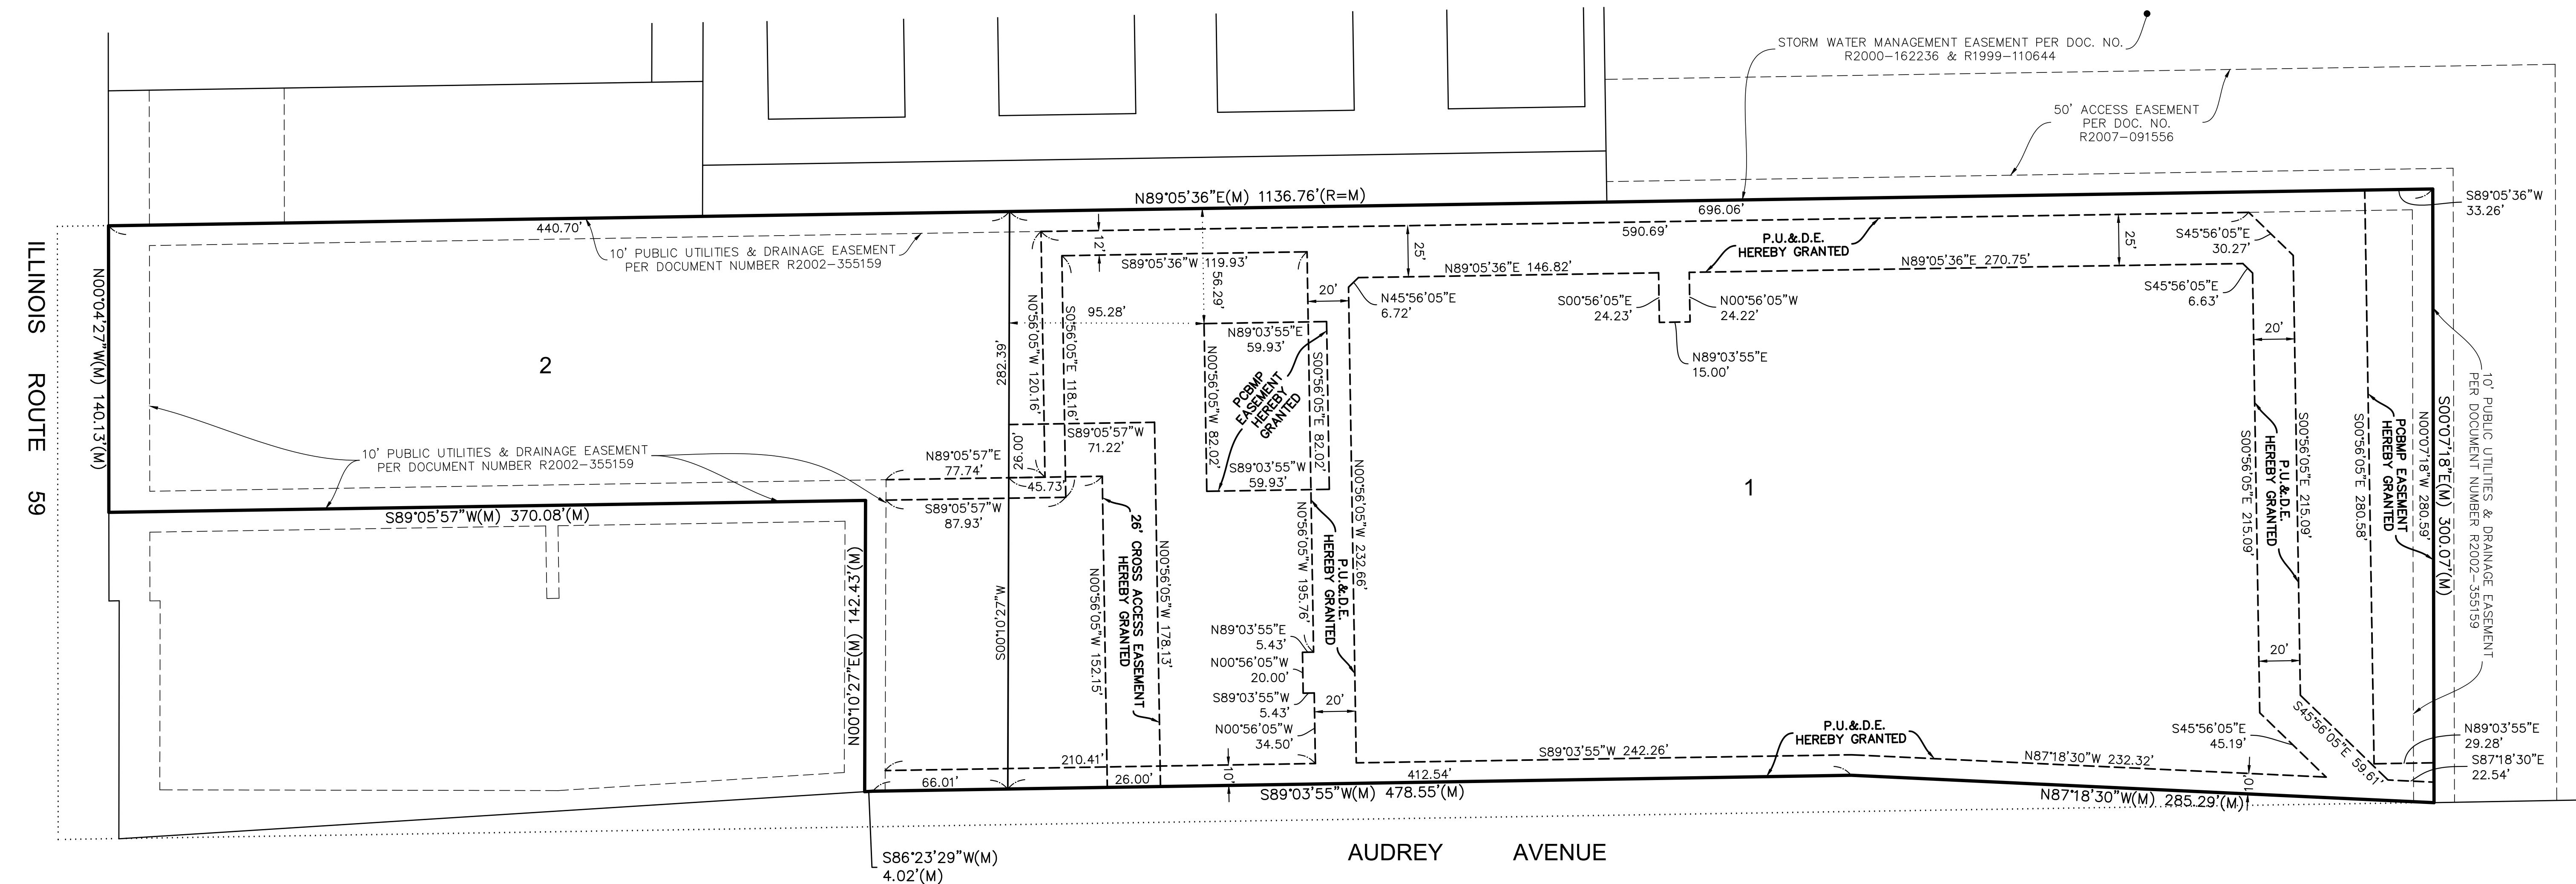 STORM WATER MANAGEMENT EASEMENT PER DOC. NO.
R2000-162236 & R1999-110644
50' ACCESS EASEMENT
PER DOC. NO.
R2007-091556
N89°05'36"E(M) 1136.76'(R=M)
440.70'
696.06'
S89°05'36"W
33.26'
10' PUBLIC UTILITIES & DRAINAGE EASEMENT
PER DOCUMENT NUMBER R2002-355159
12'
590.69'
P.U.&.D.E.
HEREBY GRANTED
25'
25'
S45°56'05"E
30.27'
S89°05'36"W 119.93'
56.29'
N89°05'36"E 146.82'
N89°05'36"E 270.75'
20'
N45°56'05"E
6.72'
S00°56'05"E
24.23'
N00°56'05"W
24.22'
S45°56'05"E
6.63'
N89°03'55"E
15.00'
20'
ILLINOIS ROUTE 59
N00°04'27"W(M) 140.13'(M)
2
282.39'
N0°56'05"W 120.16'
S0°56'05"E 118.16'
95.28'
N89°03'55"E
59.93'
N00°56'05"W 82.02'
PCBMP
EASEMENT
HEREBY
GRANTED
S00°56'05"E 82.02'
S89°03'55"W
59.93'
S89°05'57"W
71.22'
26.00'
N89°05'57"E
77.74'
45.73'
S89°05'57"W
87.93'
10' PUBLIC UTILITIES & DRAINAGE EASEMENT
PER DOCUMENT NUMBER R2002-355159
S89°05'57"W(M) 370.08'(M)
N00°10'27"E(M) 142.43'(M)
S00°10'27"W
N00°56'05"W 152.15'
26' CROSS ACCESS EASEMENT
HEREBY GRANTED
N00°56'05"W 178.13'
N0°56'05"W 195.76'
P.U.&.D.E.
HEREBY GRANTED
N00°56'05"W 232.66'
1
N89°03'55"E
5.43'
N00°56'05"W
20.00'
S89°03'55"W
5.43'
N00°56'05"W
34.50'
20'
S00°56'05"E 215.09'
P.U.&.D.E.
HEREBY GRANTED
S00°56'05"E 215.09'
20'
S00°56'05"E 280.58'
PCBMP EASEMENT
HEREBY GRANTED
N00°07'18"W 280.59'
S00°07'18"E(M) 300.07'(M)
10' PUBLIC UTILITIES & DRAINAGE EASEMENT
PER DOCUMENT NUMBER R2002-355159
S45°56'05"E
45.19'
S45°56'05"E 59.61'
N89°03'55"E
29.28'
S87°18'30"E
22.54'
P.U.&.D.E.
HEREBY GRANTED
S89°03'55"W 242.26'
N87°18'30"W 232.32'
210.41'
66.01'
26.00'
10'
412.54'
10'
S89°03'55"W(M) 478.55'(M)
N87°18'30"W(M) 285.29'(M)
S86°23'29"W(M)
4.02'(M)
AUDREY AVENUE